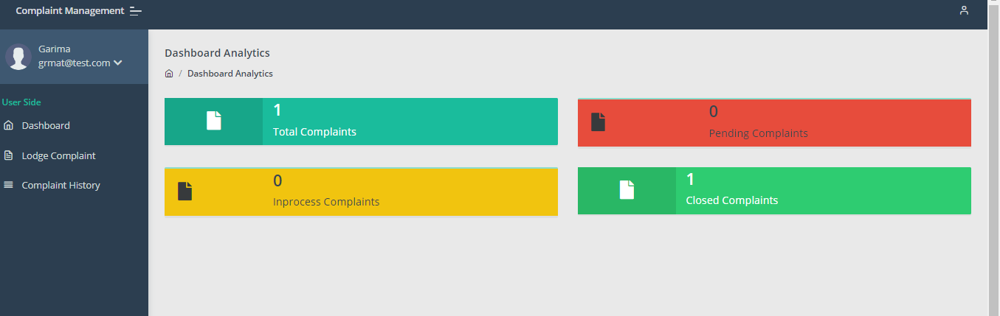 Complaint Management
Garima
grmat@test.com
User Side
Dashboard
Lodge Complaint
Complaint History
Dashboard Analytics
/ Dashboard Analytics
1
Total Complaints
0
Pending Complaints
0
Inprocess Complaints
1
Closed Complaints